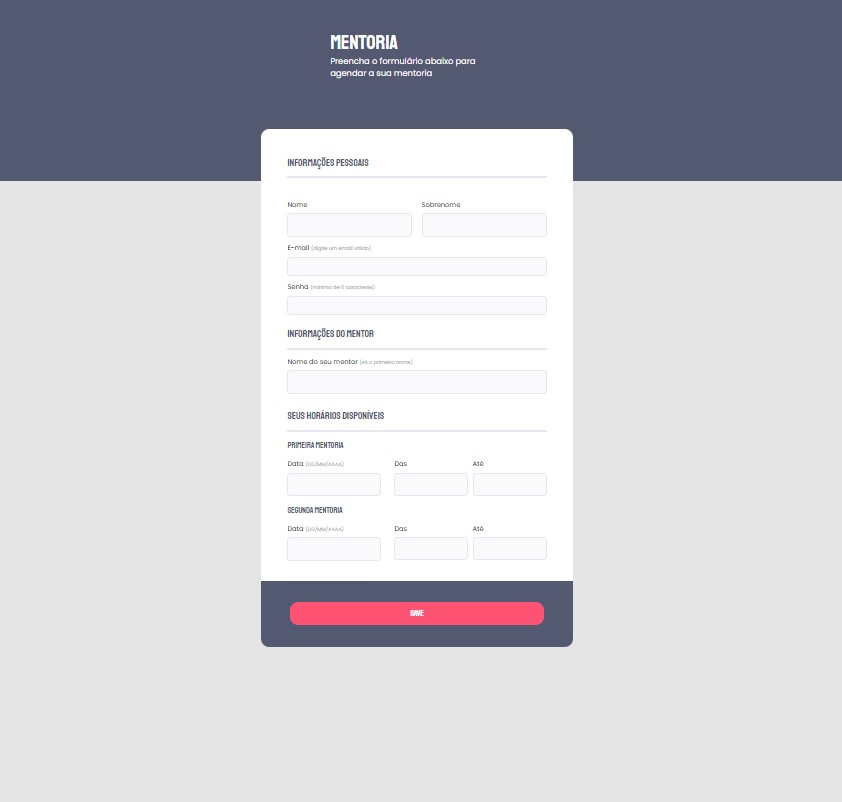 MENTORIA
Preencha o formulário abaixo para
agendar a sua mentoria
INFORMAÇÕES PESSOAIS
Nome Sobrenome
E-mail (digite um email válido)
Senha (mínimo de 6 caracteres)
INFORMAÇÕES DO MENTOR
Nome do seu mentor (só o primeiro nome)
SEUS HORÁRIOS DISPONÍVEIS
PRIMEIRA MENTORIA
Data (DD/MM/AAAA) Das Até
SEGUNDA MENTORIA
Data (DD/MM/AAAA) Das Até
SAVE